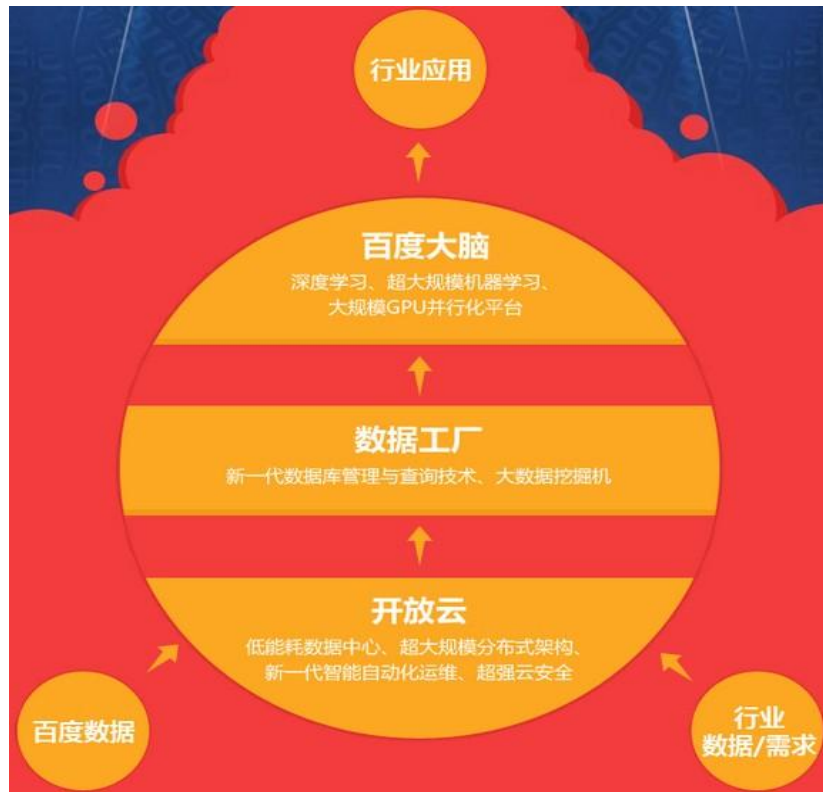 行业应用
百度大脑
深度学习、超大规模机器学习、
大规模GPU并行化平台
数据工厂
新一代数据库管理与查询技术、大数据挖掘机
开放云
低能耗数据中心、超大规模分布式架构、
新一代智能自动化运维、超强云安全
百度数据
行业
数据/需求